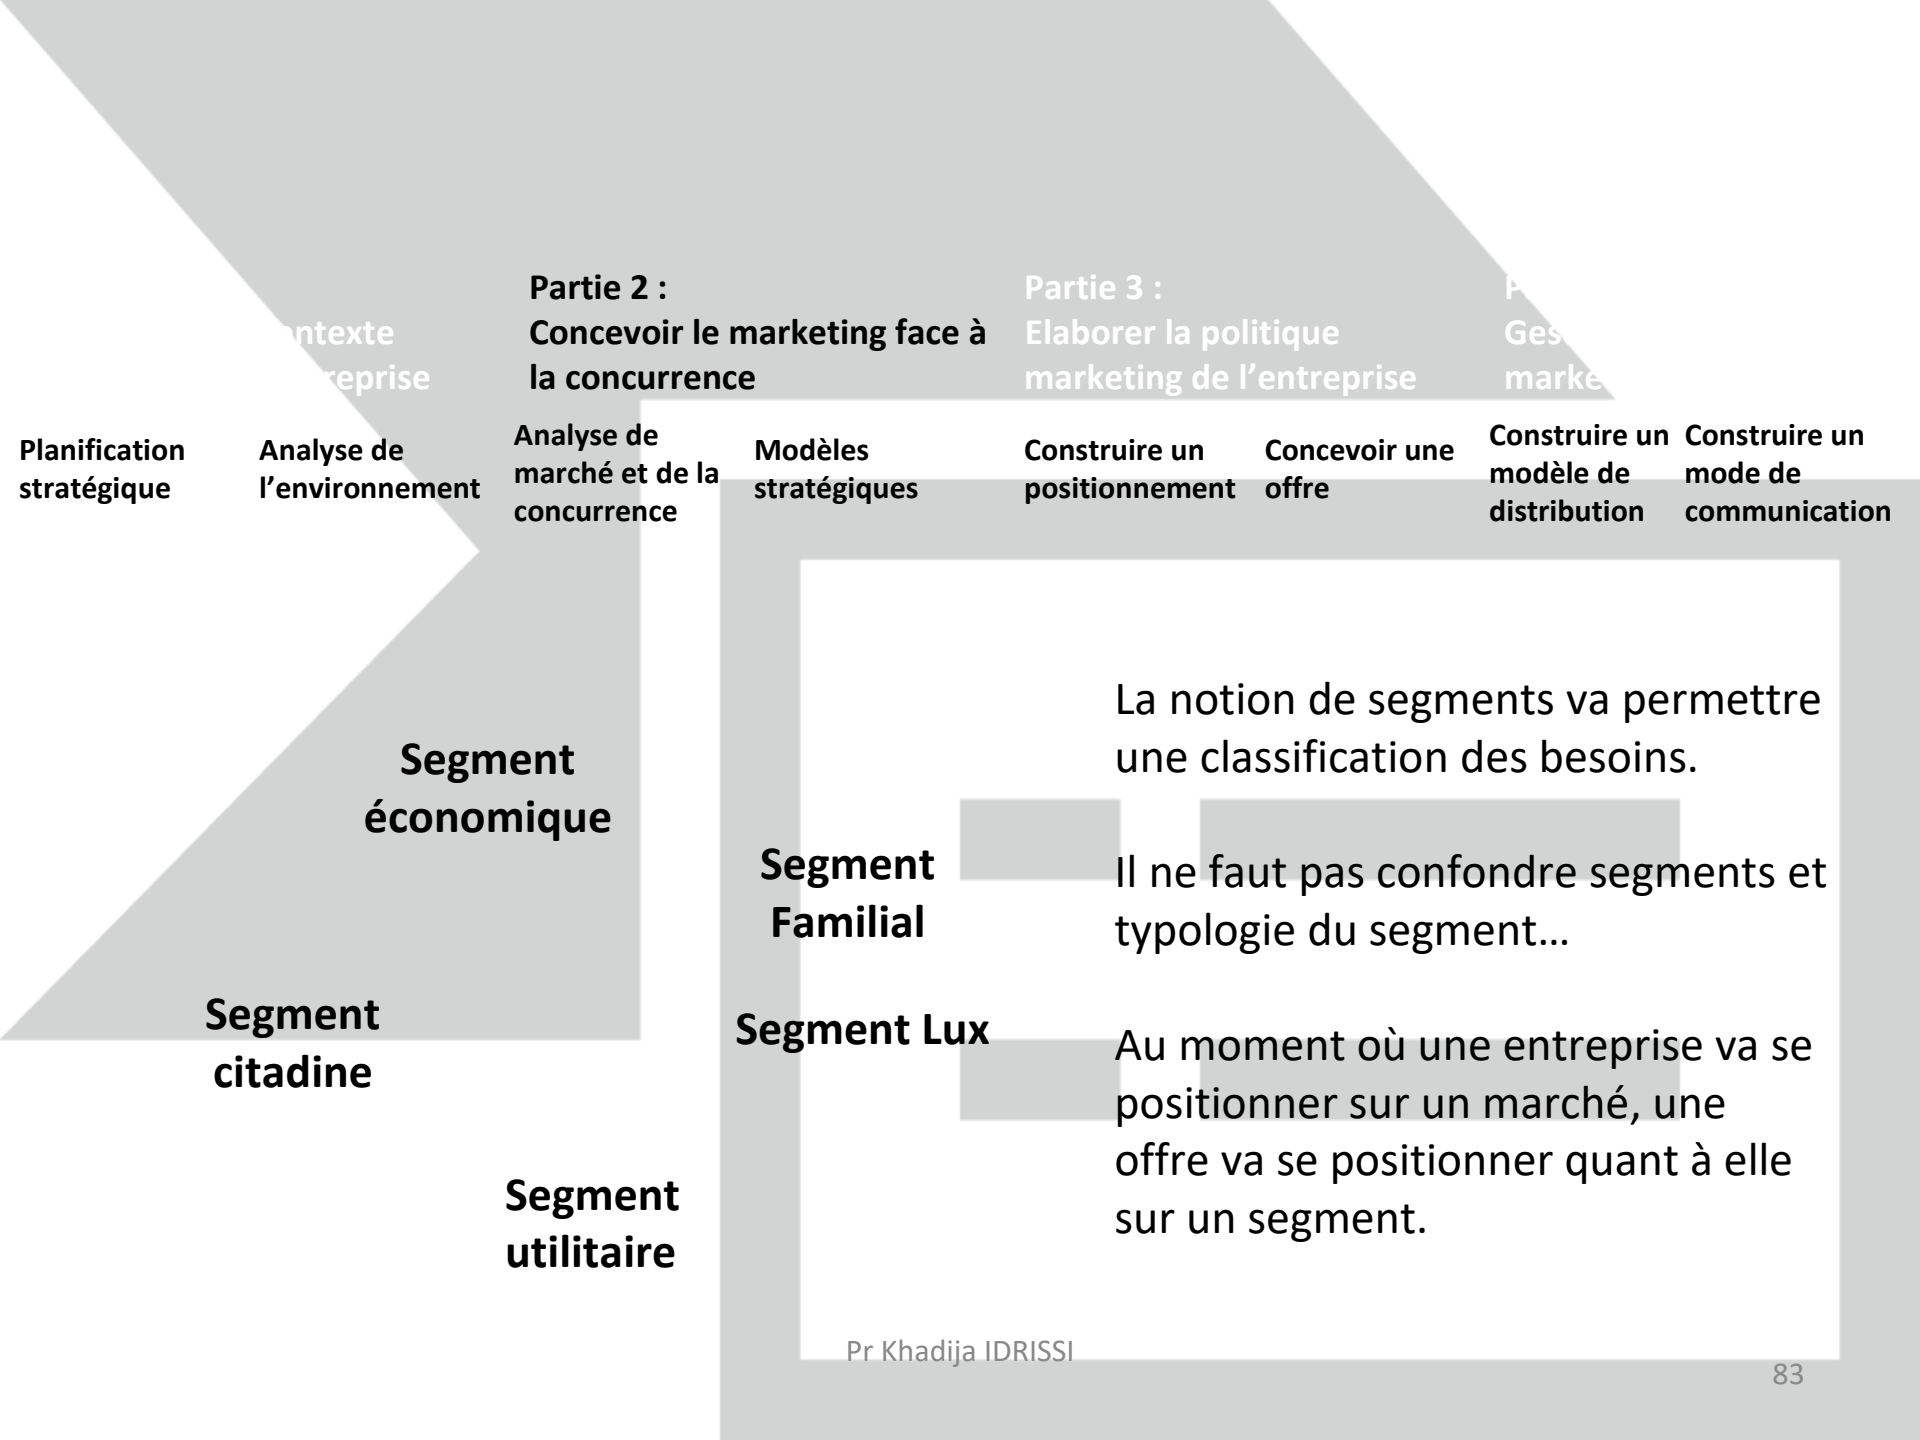 ontexte
reprise
Partie 2 :
Concevoir le marketing face à
la concurrence
Partie 3 :
Elaborer la politique
marketing de l’entreprise
Planification
stratégique
Analyse de
l’environnement
Analyse de
marché et de la
concurrence
Modèles
stratégiques
Construire un
positionnement
Concevoir une
offre
Construire un
modèle de
distribution
Construire un
mode de
communication
Segment
économique
Segment
Familial
Segment
citadine
Segment Lux
Segment
utilitaire
La notion de segments va permettre
une classification des besoins.
Il ne faut pas confondre segments et
typologie du segment…
Au moment où une entreprise va se
positionner sur un marché, une
offre va se positionner quant à elle
sur un segment.
Pr Khadija IDRISSI
83